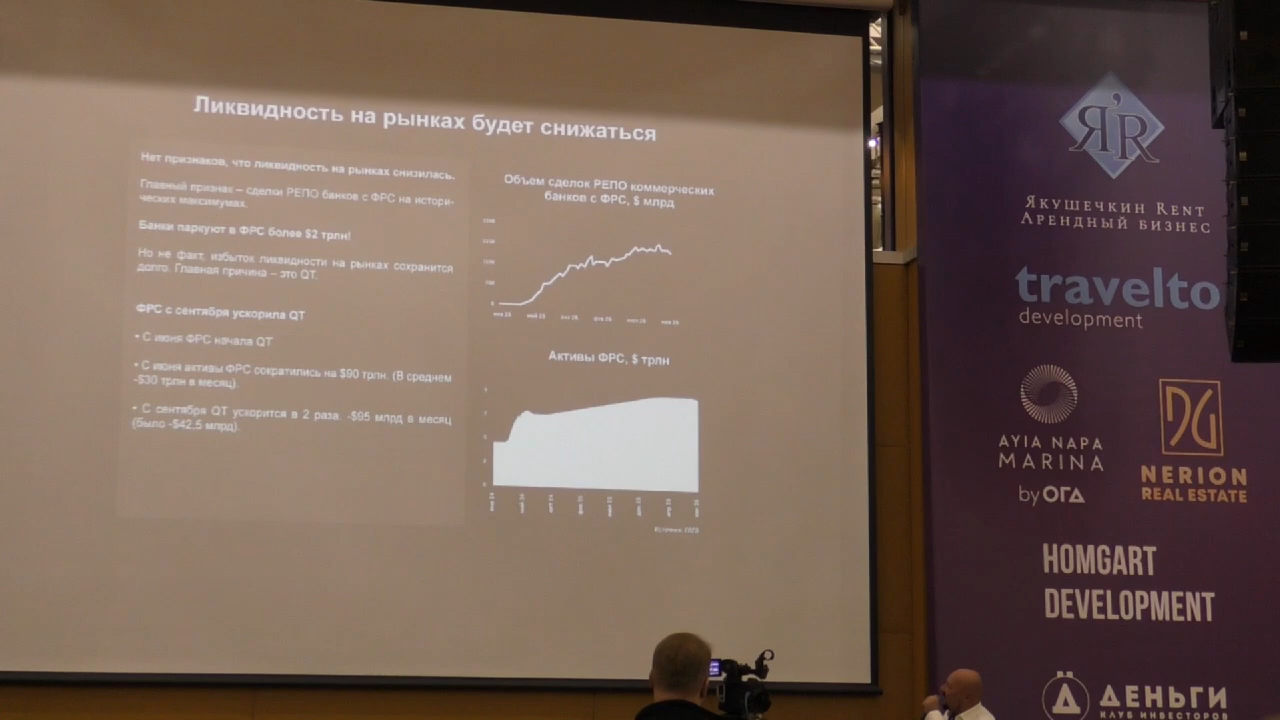 Ликвидность на рынках будет снижаться
Нет признаков, что ликвидность на рынках снизилась.
Главный признак – сделки РЕПО банков с ФРС на истори-
ческих максимумах.
Банки паркуют в ФРС более $2 трлн!
Но не факт, избыток ликвидности на рынках сохранится
долго. Главная причина – это QT.
ФРС с сентября ускорила QT
• С июня ФРС начала QT
• С июня активы ФРС сократились на $90 трлн. (В среднем
-$30 трлн в месяц).
• С сентября QT ускорится в 2 раза. -$95 млрд в месяц
(было -$42,5 млрд).
Объем сделок РЕПО коммерческих
банков с ФРС, $ млрд
Активы ФРС, $ трлн
Я'R
Якушечкин Rent
Арендный бизнес
travelto
development
AYIA NAPA
MARINA
by ОГΔ
NERION
REAL ESTATE
HOMGART
DEVELOPMENT
ДЕНЬГИ
КЛУБ ИНВЕСТОРОВ